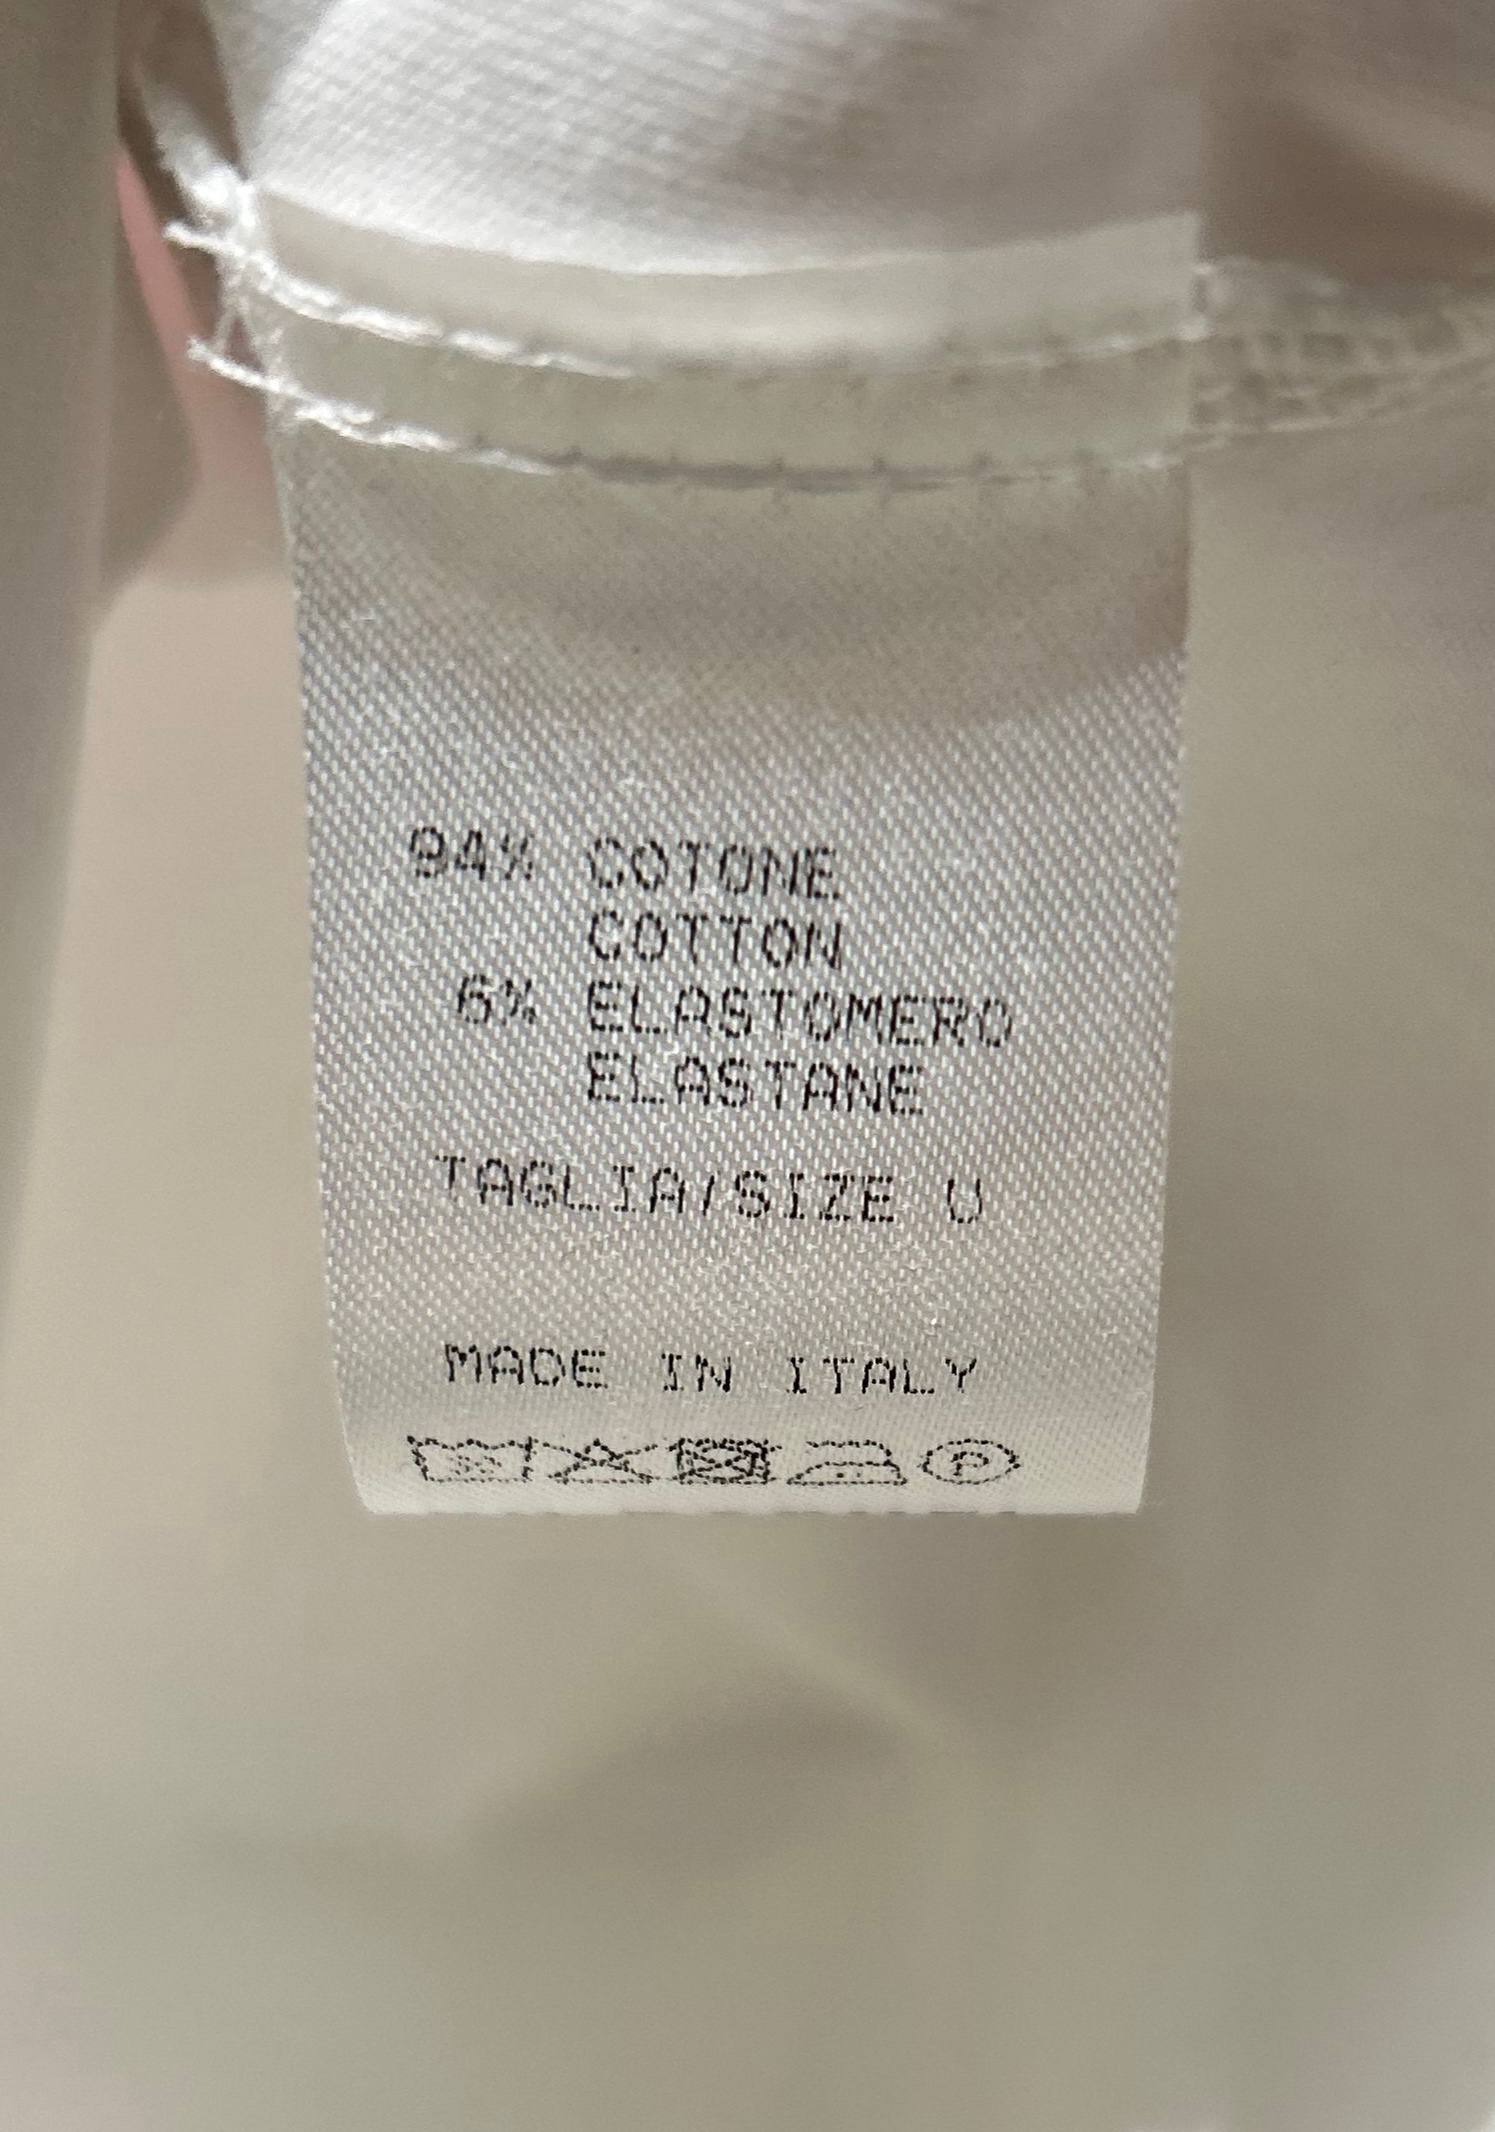 94% COTONE
COTTON
6% ELASTOMERO
ELASTANE
TAGLIA/SIZE U
MADE IN ITALY
P